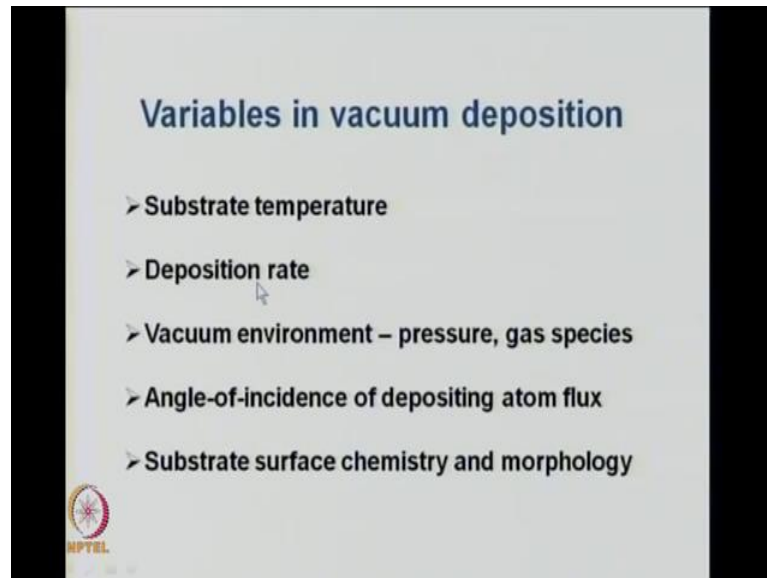 Variables in vacuum deposition
➢ Substrate temperature
➢ Deposition rate
➢ Vacuum environment – pressure, gas species
➢ Angle-of-incidence of depositing atom flux
➢ Substrate surface chemistry and morphology
NPTEL